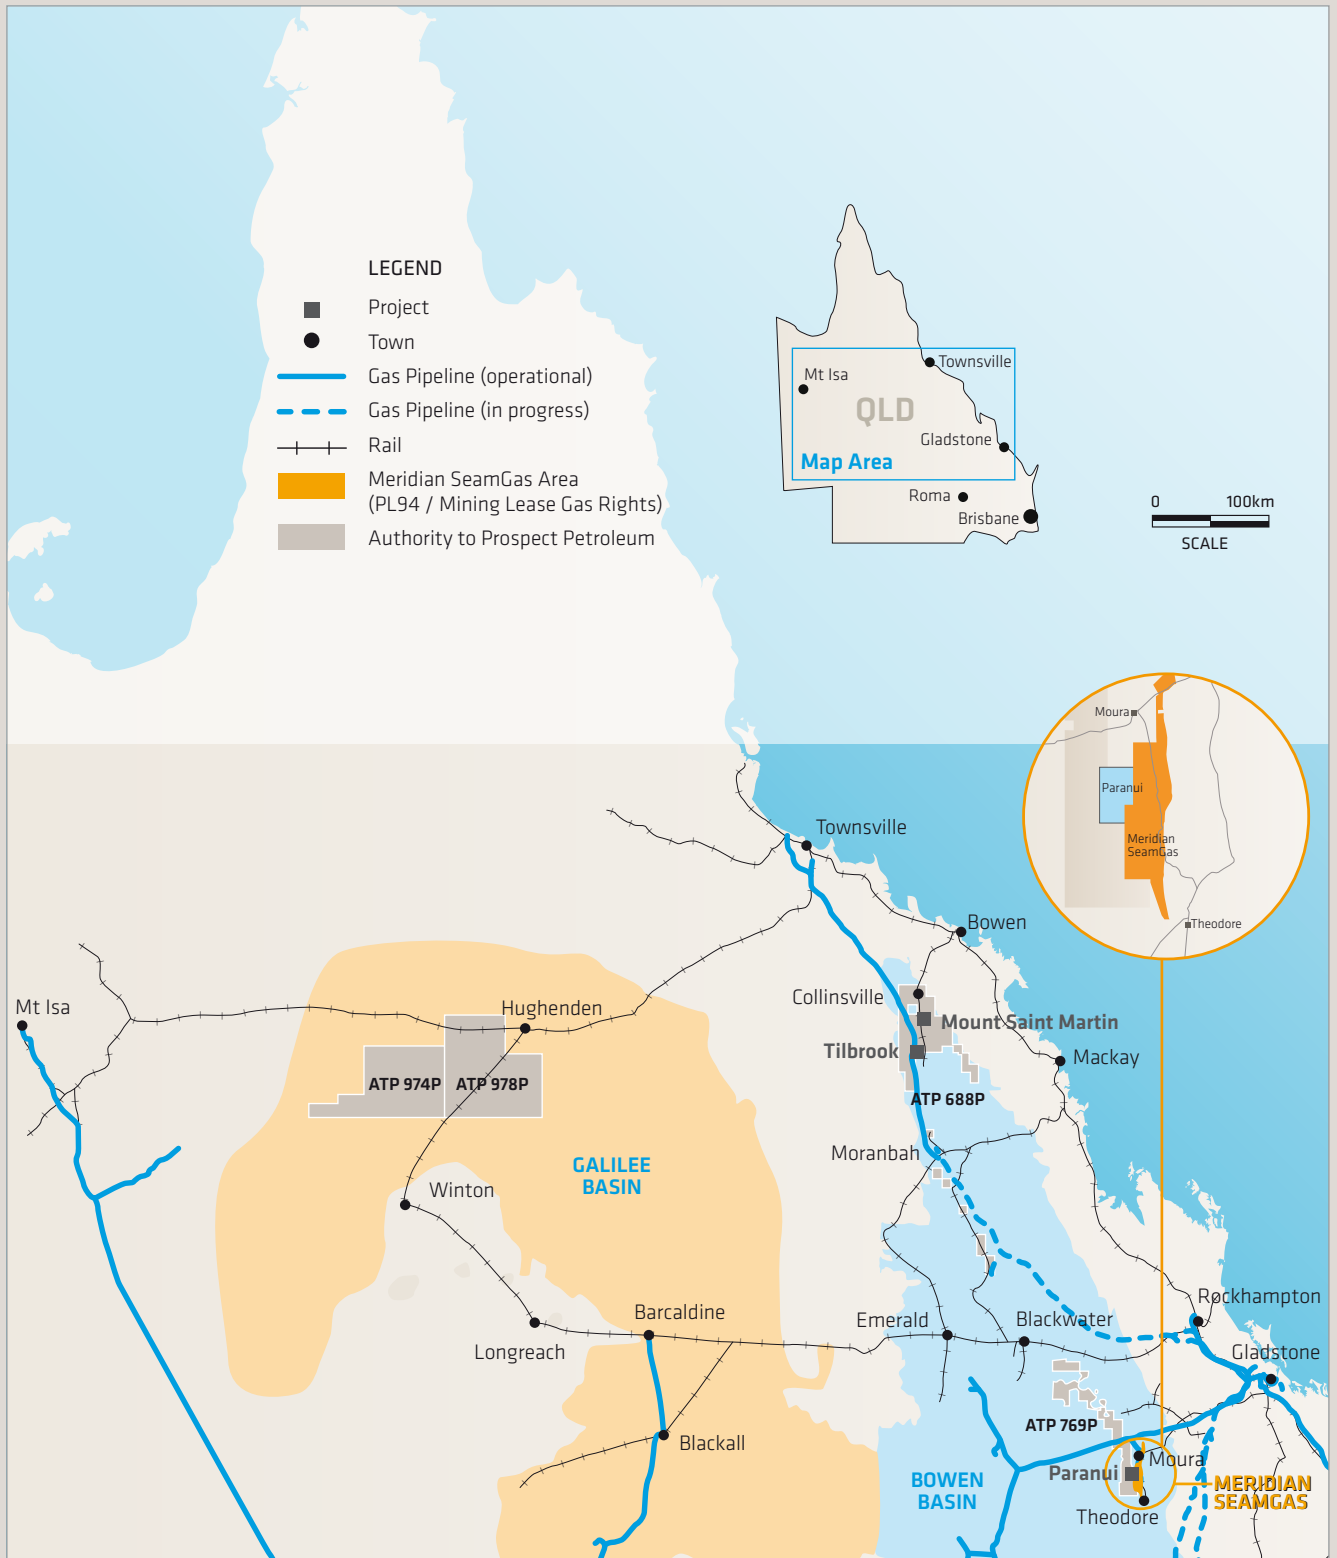 LEGEND
Project
Town
Gas Pipeline (operational)
Gas Pipeline (in progress)
Rail
Meridian SeamGas Area
(PL94 / Mining Lease Gas Rights)
Authority to Prospect Petroleum
Mt Isa
Townsville
QLD
Gladstone
Map Area
Roma
Brisbane
0 100km
SCALE
Moura
Paranui
Meridian
SeamGas
Theodore
Townsville
Bowen
Collinsville
Mount Saint Martin
Tilbrook
Mackay
ATP 688P
Mt Isa
Hughenden
ATP 974P
ATP 978P
Moranbah
GALILEE
BASIN
Winton
Rockhampton
Barcaldine
Emerald
Blackwater
Longreach
Gladstone
ATP 769P
Blackall
Moura
Paranui
BOWEN
BASIN
MERIDIAN
SEAMGAS
Theodore